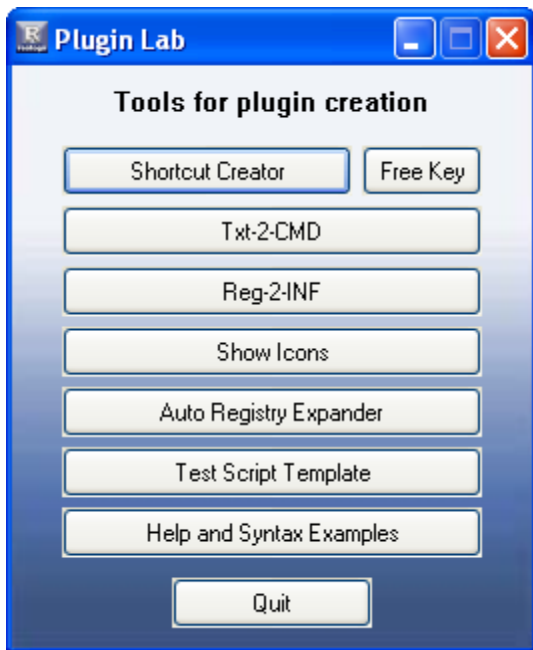 Plugin Lab
Tools for plugin creation
Shortcut Creator Free Key
Txt-2-CMD
Reg-2-INF
Show Icons
Auto Registry Expander
Test Script Template
Help and Syntax Examples
Quit